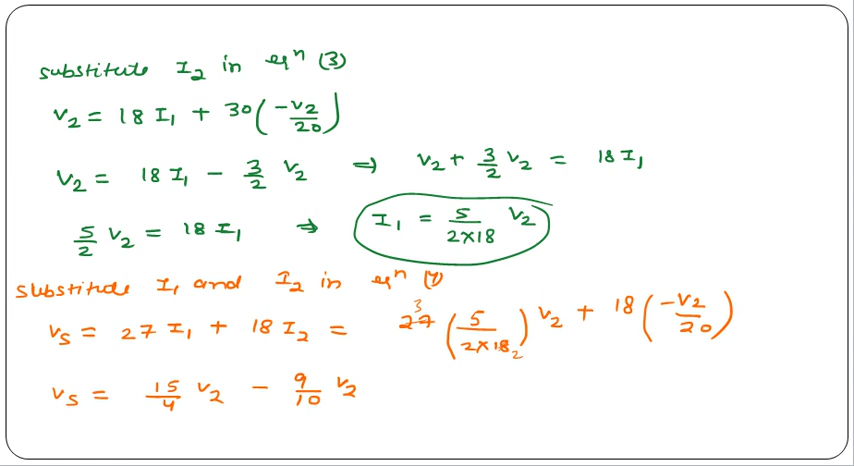 substitute I₂ in eqⁿ (3)
V₂ = 18 I₁ + 30(-V₂/20)
V₂ = 18 I₁ - 3/2 V₂ ⇒ V₂ + 3/2 V₂ = 18 I₁
5/2 V₂ = 18 I₁ ⇒ I₁ = 5/(2×18) V₂
substitude I₁ and I₂ in eqⁿ
Vs = 27 I₁ + 18 I₂ = 27 3 (5/(2×18 2)) V₂ + 18 (-V₂/20)
Vs = 15/4 V₂ - 9/10 V₂